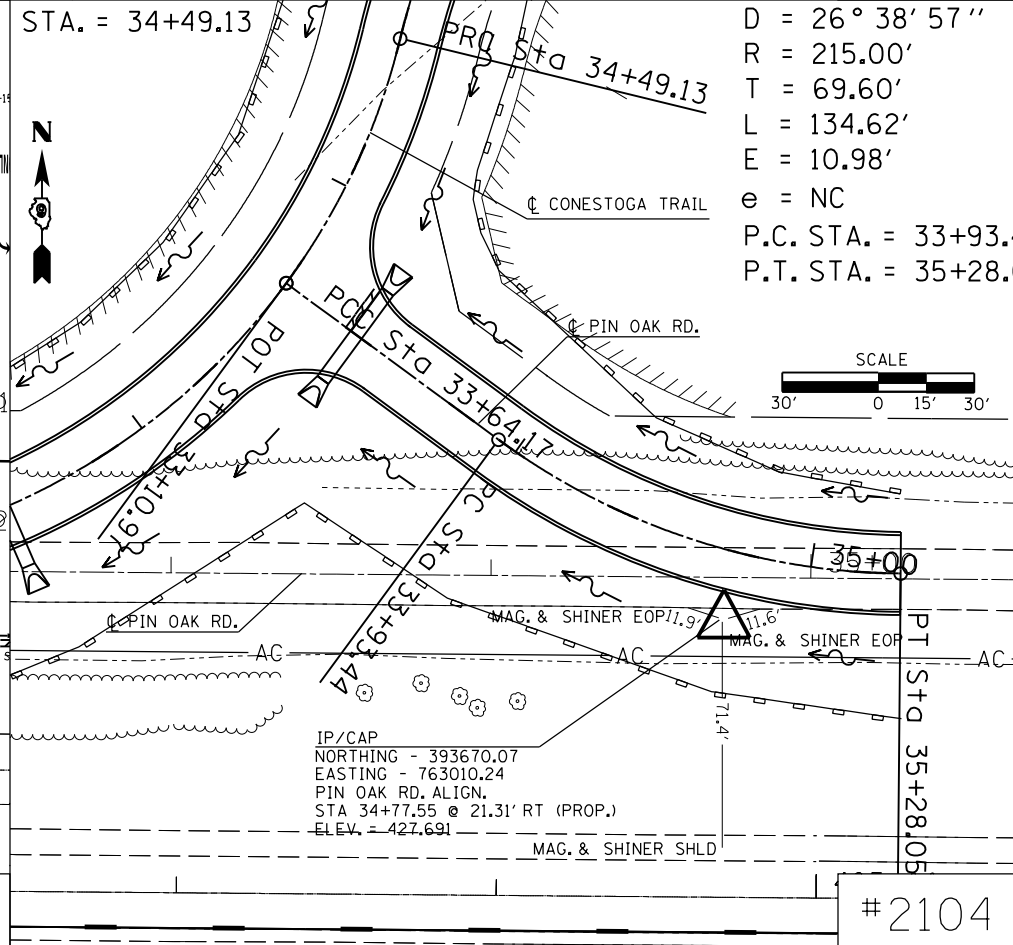 STA. = 34+49.13
D = 26° 38' 57"
R = 215.00'
T = 69.60'
L = 134.62'
E = 10.98'
e = NC
P.C. STA. = 33+93.
P.T. STA. = 35+28.
PRC Sta 34+49.13
N
℄ CONESTOGA TRAIL
℄ PIN OAK RD.
SCALE
30' 0 15' 30'
PCC Sta 33+64.17
POT Sta 33+10.97
PC Sta 33+93.44
35+00
℄ PIN OAK RD.
MAG. & SHINER EOP
11.9'
11.6'
MAG. & SHINER EOP
AC
AC
AC
71.4'
PT Sta 35+28.05
IP/CAP
NORTHING - 393670.07
EASTING - 763010.24
PIN OAK RD. ALIGN.
STA 34+77.55 @ 21.31' RT (PROP.)
ELEV. = 427.691
MAG. & SHINER SHLD
#2104